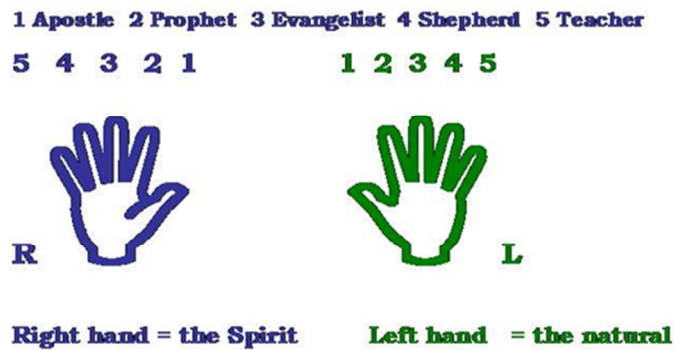 1 Apostle 2 Prophet 3 Evangelist 4 Shepherd 5 Teacher
5 4 3 2 1 1 2 3 4 5
R L
Right hand = the Spirit Left hand = the natural